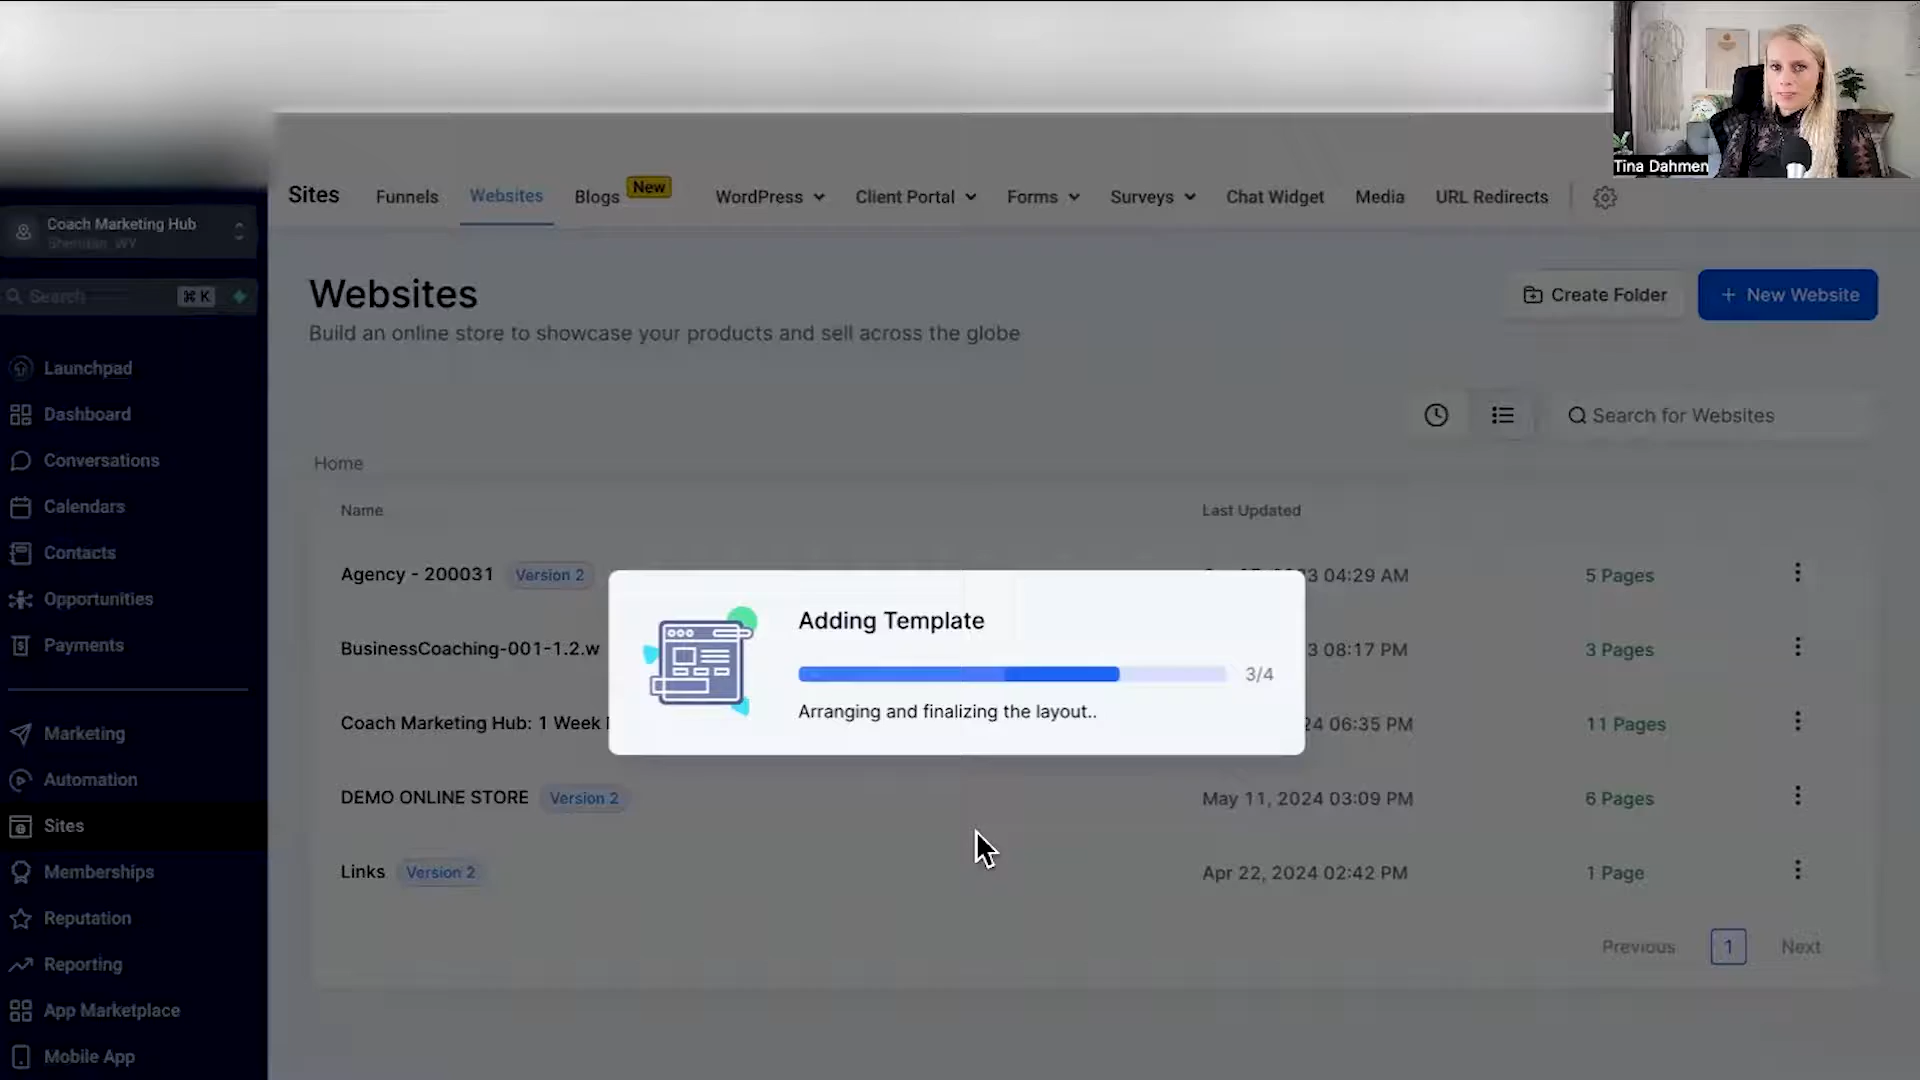 Tina Dahmen
Sites
Funnels
Websites
Blogs
New
WordPress
Client Portal
Forms
Surveys
Chat Widget
Media
URL Redirects
Coach Marketing Hub
Sheridan, WY
Search
⌘ K
Launchpad
Dashboard
Conversations
Calendars
Contacts
Opportunities
Payments
Marketing
Automation
Sites
Memberships
Reputation
Reporting
App Marketplace
Mobile App
Websites
Build an online store to showcase your products and sell across the globe
Create Folder
+ New Website
Search for Websites
Home
Name
Last Updated
Agency - 200031 Version 2
3 04:29 AM
5 Pages
BusinessCoaching-001-1.2.w
3 08:17 PM
3 Pages
Coach Marketing Hub: 1 Week
24 06:35 PM
11 Pages
DEMO ONLINE STORE Version 2
May 11, 2024 03:09 PM
6 Pages
Links Version 2
Apr 22, 2024 02:42 PM
1 Page
Previous
1
Next
Adding Template
3/4
Arranging and finalizing the layout..